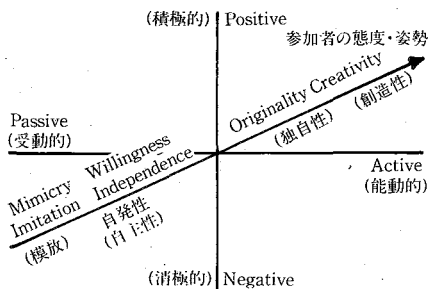 (積極的) Positive
参加者の態度・姿勢
Originality Creativity
(独自性) (創造性)
Passive
(受動的)
Active
(能動的)
Mimicry Willingness
Imitation Independence
(模放) 自発性
(自主性)
(消極的) Negative